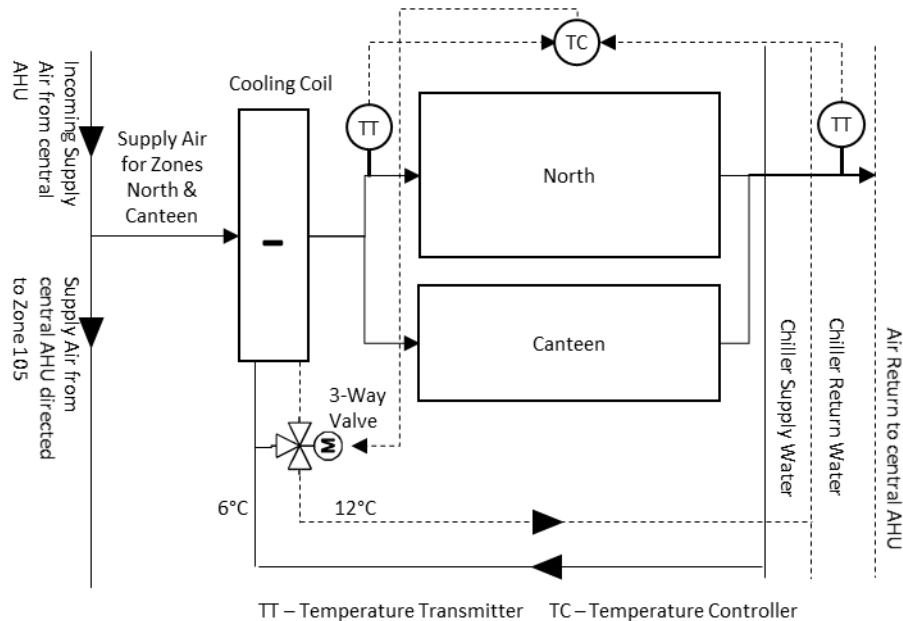 Incoming Supply
Air from central
AHU
Supply Air from
central AHU directed
to Zone 105
Supply Air
for Zones
North &
Canteen
Cooling Coil
TT
TC
TT
North
Canteen
3-Way
Valve
M
6°C
12°C
Chiller Supply Water
Chiller Return Water
Air Return to central AHU
TT – Temperature Transmitter
TC – Temperature Controller